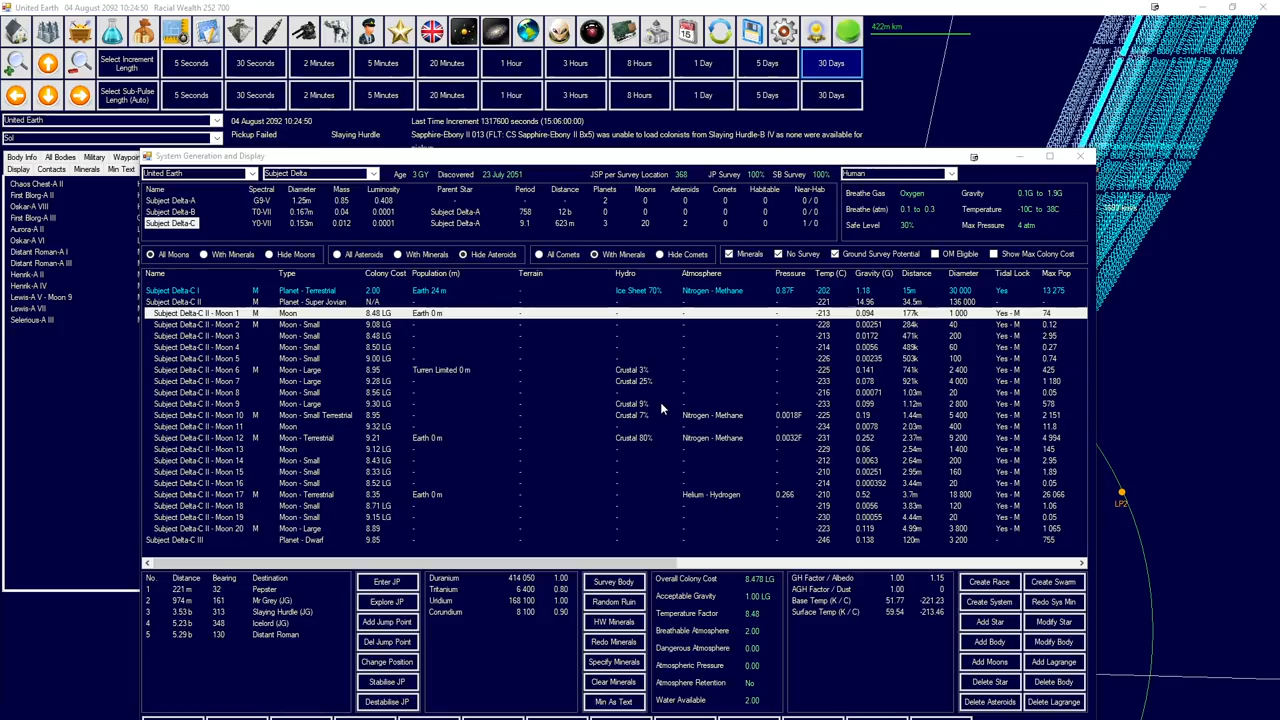 United Earth   04 August 2092 10:24:50   Racial Wealth 252 700
422m km
Select Increment Length   5 Seconds   30 Seconds   2 Minutes   5 Minutes   20 Minutes   1 Hour   3 Hours   8 Hours   1 Day   5 Days   30 Days
Select Sub-Pulse Length (Auto)   5 Seconds   30 Seconds   2 Minutes   5 Minutes   20 Minutes   1 Hour   3 Hours   8 Hours   1 Day   5 Days   30 Days
United Earth   04 August 2092 10:24:50   Last Time Increment 1317600 seconds (15:06:00:00)
Sol   Pickup Failed   Slaying Hurdle   Sapphire-Ebony II 013 (FLT: CS Sapphire-Ebony II Bx5) was unable to load colonists from Slaying Hurdle-B IV as none were available for
pickup
Body Info   All Bodies   Military   Waypoin
Display   Contacts   Minerals   Min Text
Chaos Chest-A II
First Blorg-A II
Oskar-A VIII
First Blorg-A III
Aurora-A II
Oskar-A VI
Distant Roman-A I
Distant Roman-A III
Henrik-A II
Henrik-A IV
Lewis-A V - Moon 9
Lewis-A VII
Selerious-A III
System Generation and Display
United Earth   Subject Delta   Age   3 GY   Discovered   23 July 2051   JSP per Survey Location   368   JP Survey   100%   SB Survey   100%   Human
Name   Spectral   Diameter   Mass   Luminosity   Parent Star   Period   Distance   Planets   Moons   Asteroids   Comets   Habitable   Near-Hab
Subject Delta-A   G9-V   1.25m   0.85   0.408   -   -   -   2   0   0   0   0   0 / 0
Subject Delta-B   T0-VII   0.167m   0.04   0.0001   Subject Delta-A   758   12 b   0   0   0   0   0   0 / 0
Subject Delta-C   Y0-VII   0.153m   0.012   0.0001   Subject Delta-A   9.1   623 m   3   20   2   0   0   1 / 0
Breathe Gas   Oxygen   Gravity   0.1G to 1.9G
Breathe (atm)   0.1 to 0.3   Temperature   -10C to 38C
Safe Level   30%   Max Pressure   4 atm
All Moons   With Minerals   Hide Moons   All Asteroids   With Minerals   Hide Asteroids   All Comets   With Minerals   Hide Comets   Minerals   No Survey   Ground Survey Potential   OM Eligible   Show Max Colony Cost
Name   Type   Colony Cost   Population (m)   Terrain   Hydro   Atmosphere   Pressure   Temp (C)   Gravity (G)   Distance   Diameter   Tidal Lock   Max Pop
Subject Delta-C I   M   Planet - Terrestrial   2.00   Earth 24 m   -   Ice Sheet 70%   Nitrogen - Methane   0.87F   -202   1.18   15m   30 000   Yes   13 275
Subject Delta-C II   M   Planet - Super Jovian   N/A   -   -   -   -   -   -221   14.96   34.5m   136 000   -   -
Subject Delta-C II - Moon 1   M   Moon   8.48 LG   Earth 0 m   -   -   -   -   -213   0.094   177k   1 000   Yes - M   74
Subject Delta-C II - Moon 2   M   Moon - Small   9.08 LG   -   -   -   -   -   -228   0.00251   284k   40   Yes - M   0.12
Subject Delta-C II - Moon 3   Moon - Small   8.48 LG   -   -   -   -   -   -213   0.0172   471k   200   Yes - M   2.95
Subject Delta-C II - Moon 4   Moon - Small   8.50 LG   -   -   -   -   -   -214   0.0056   489k   60   Yes - M   0.27
Subject Delta-C II - Moon 5   Moon - Small   9.00 LG   -   -   -   -   -   -226   0.00235   503k   100   Yes - M   0.74
Subject Delta-C II - Moon 6   M   Moon - Large   8.95   Turren Limited 0 m   -   Crustal 3%   -   -   -225   0.141   741k   2 400   Yes - M   425
Subject Delta-C II - Moon 7   Moon - Large   9.28 LG   -   -   Crustal 25%   -   -   -233   0.078   921k   4 000   Yes - M   1 180
Subject Delta-C II - Moon 8   Moon - Small   8.56 LG   -   -   -   -   -   -216   0.00071   1.03m   20   Yes - M   0.05
Subject Delta-C II - Moon 9   Moon - Large   9.30 LG   -   -   Crustal 9%   -   -   -233   0.099   1.12m   2 800   Yes - M   578
Subject Delta-C II - Moon 10   M   Moon - Small Terrestrial   8.95   -   -   Crustal 7%   Nitrogen - Methane   0.0018F   -225   0.19   1.44m   5 400   Yes - M   2 151
Subject Delta-C II - Moon 11   Moon   9.32 LG   -   -   -   -   -   -234   0.0078   2.03m   400   Yes - M   11.8
Subject Delta-C II - Moon 12   M   Moon - Terrestrial   9.21   Earth 0 m   -   Crustal 80%   Nitrogen - Methane   0.0032F   -231   0.252   2.37m   9 200   Yes - M   4 994
Subject Delta-C II - Moon 13   Moon   9.12 LG   -   -   -   -   -   -229   0.06   2.54m   1 400   Yes - M   145
Subject Delta-C II - Moon 14   Moon - Small   8.43 LG   -   -   -   -   -   -212   0.0063   2.64m   200   Yes - M   2.95
Subject Delta-C II - Moon 15   Moon - Small   8.33 LG   -   -   -   -   -   -210   0.00251   2.95m   160   Yes - M   1.89
Subject Delta-C II - Moon 16   Moon - Small   8.52 LG   -   -   -   -   -   -214   0.000392   3.44m   20   Yes - M   0.05
Subject Delta-C II - Moon 17   M   Moon - Terrestrial   8.35   Earth 0 m   -   -   Helium - Hydrogen   0.266   -210   0.52   3.7m   18 800   Yes - M   26 066
Subject Delta-C II - Moon 18   Moon - Small   8.71 LG   -   -   -   -   -   -219   0.0056   3.83m   120   Yes - M   1.06
Subject Delta-C II - Moon 19   Moon - Small   9.15 LG   -   -   -   -   -   -230   0.00055   4.44m   20   Yes - M   0.05
Subject Delta-C II - Moon 20   M   Moon - Large   8.89   -   -   -   -   -   -223   0.119   4.99m   3 800   Yes - M   1 065
Subject Delta-C III   Planet - Dwarf   9.85   -   -   -   -   -   -246   0.138   120m   3 200   -   755
LP2
No.   Distance   Bearing   Destination
1   221 m   32   Pepster
2   974 m   161   Mr Grey (JG)
3   3.53 b   313   Slaying Hurdle (JG)
4   5.23 b   348   Icelord (JG)
5   5.29 b   130   Distant Roman
Enter JP
Explore JP
Add Jump Point
Del Jump Point
Change Position
Stabilise JP
Destabilise JP
Duranium   414 050   1.00
Tritanium   6 400   0.80
Uridium   168 100   1.00
Corundium   8 100   0.90
Survey Body
Random Ruin
HW Minerals
Redo Minerals
Specify Minerals
Clear Minerals
Min As Text
Overall Colony Cost   8.478 LG
Acceptable Gravity   1.00 LG
Temperature Factor   8.48
Breathable Atmosphere   2.00
Dangerous Atmosphere   0.00
Atmospheric Pressure   0.00
Atmosphere Retention   No
Water Available   2.00
GH Factor / Albedo   1.00   1.15
AGH Factor / Dust   1.00   0
Base Temp (K / C)   51.77   -221.23
Surface Temp (K / C)   59.54   -213.46
Create Race   Create Swarm
Create System   Redo Sys Min
Add Star   Modify Star
Add Body   Modify Body
Add Moons   Add Lagrange
Delete Star   Delete Body
Delete Asteroids   Delete Lagrange